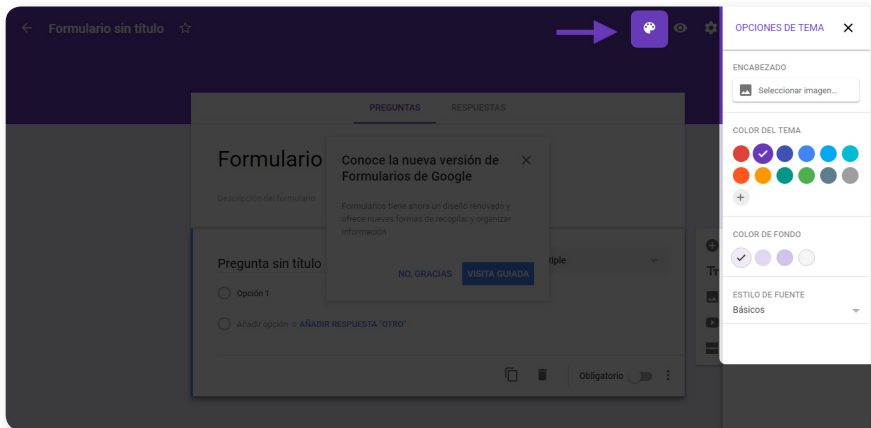 Formulario sin título
OPCIONES DE TEMA
ENCABEZADO
Seleccionar imagen...
COLOR DEL TEMA
COLOR DE FONDO
ESTILO DE FUENTE
Básicos
PREGUNTAS
RESPUESTAS
Formulario
Descripción del formulario
Conoce la nueva versión de
Formularios de Google
Formularios tiene ahora un diseño renovado y
ofrece nuevas formas de recopilar y organizar
información
NO, GRACIAS
VISITA GUIADA
Pregunta sin título
tiple
Opción 1
Añadir opción o AÑADIR RESPUESTA "OTRO"
Obligatorio